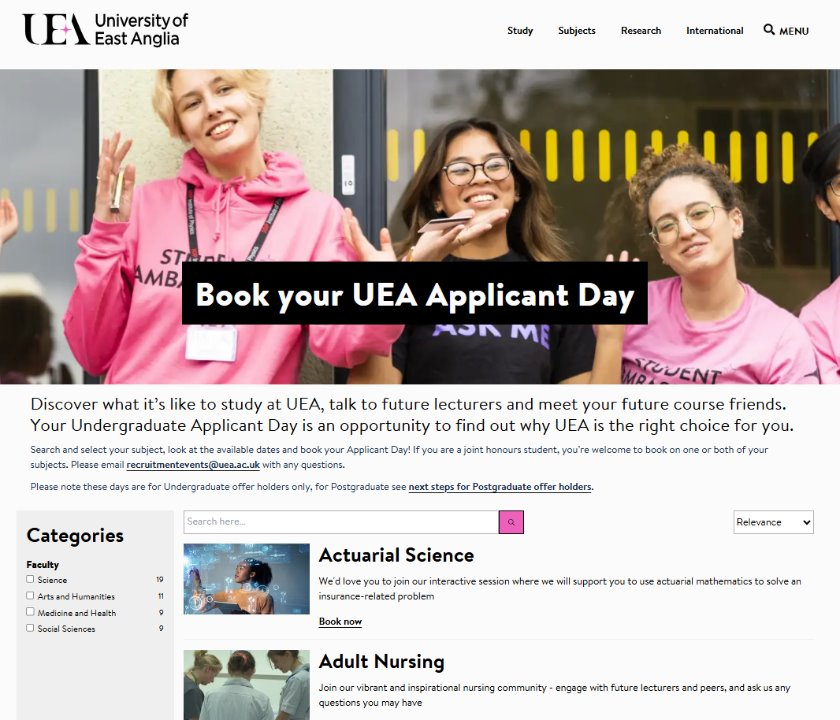 UEA University of
East Anglia
Study Subjects Research International MENU
STUDENT
ASK ME
STUDENT
Book your UEA Applicant Day
Discover what it's like to study at UEA, talk to future lecturers and meet your future course friends.
Your Undergraduate Applicant Day is an opportunity to find out why UEA is the right choice for you.
Search and select your subject, look at the available dates and book your Applicant Day! If you are a joint honours student, you're welcome to book on one or both of your
subjects. Please email recruitmentevents@uea.ac.uk with any questions.
Please note these days are for Undergraduate offer holders only, for Postgraduate see next steps for Postgraduate offer holders.
Categories
Faculty
Science 19
Arts and Humanities 11
Medicine and Health 9
Social Sciences 9
Search here...
Relevance
Actuarial Science
We'd love you to join our interactive session where we will support you to use actuarial mathematics to solve an
insurance-related problem
Book now
Adult Nursing
Join our vibrant and inspirational nursing community - engage with future lecturers and peers, and ask us any
questions you may have